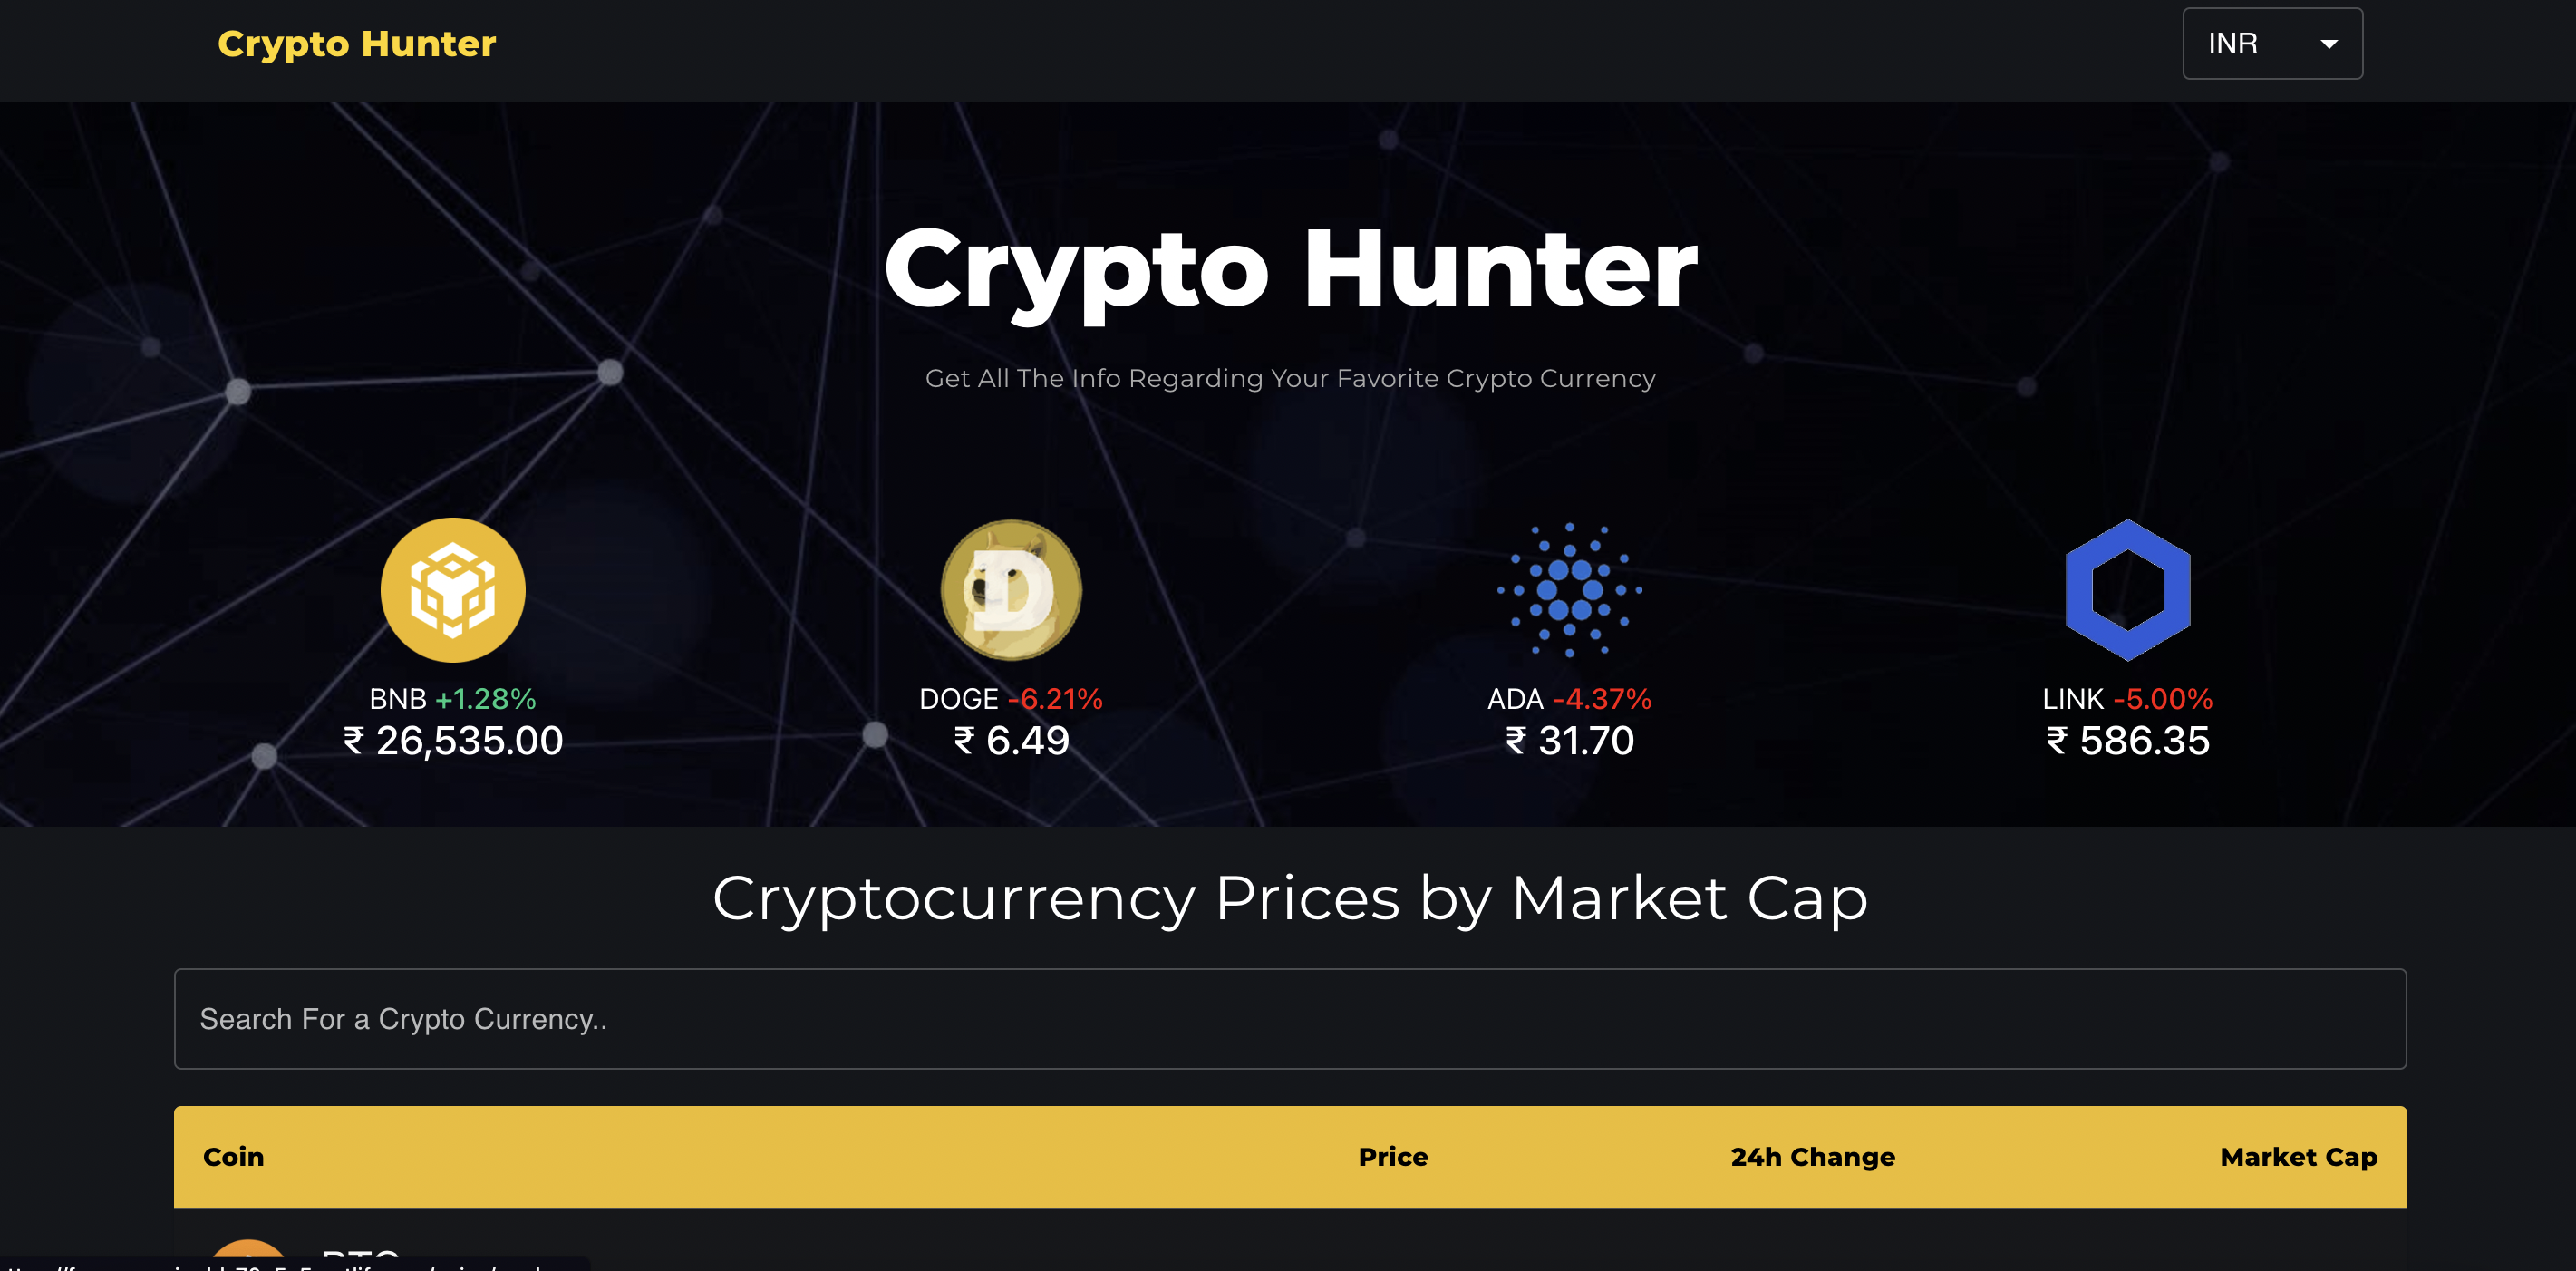 Crypto Hunter
INR
Crypto Hunter
Get All The Info Regarding Your Favorite Crypto Currency
BNB +1.28%
₹ 26,535.00
DOGE -6.21%
₹ 6.49
ADA -4.37%
₹ 31.70
LINK -5.00%
₹ 586.35
Cryptocurrency Prices by Market Cap
Search For a Crypto Currency..
Coin Price 24h Change Market Cap
BTC